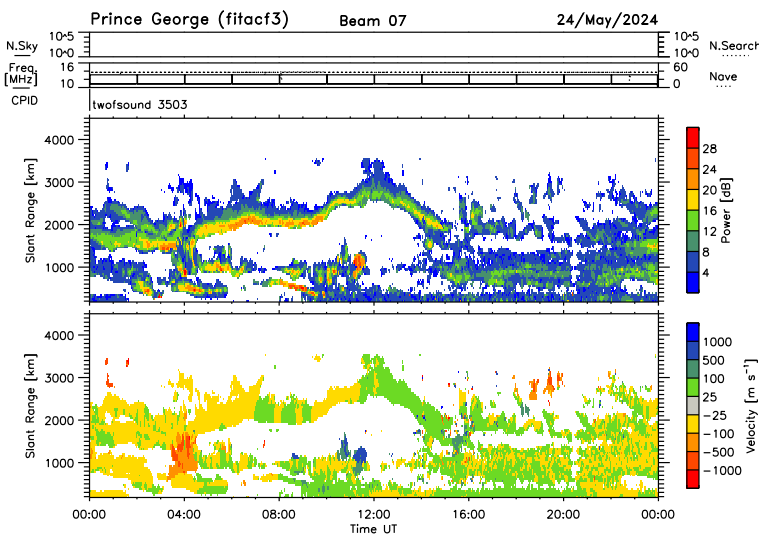 Prince George (fitacf3) Beam 07 24/May/2024
N.Sky 10^5 10^0 10^5 10^0 N.Search
Freq. [MHz] 16 10 60 0 Nave
CPID twofsound 3503
Slant Range [km] 4000 3000 2000 1000
Power [dB] 28 24 20 16 12 8 4
Slant Range [km] 4000 3000 2000 1000
Velocity [m s⁻¹] 1000 500 100 25 −25 −100 −500 −1000
00:00 04:00 08:00 12:00 16:00 20:00 00:00
Time UT